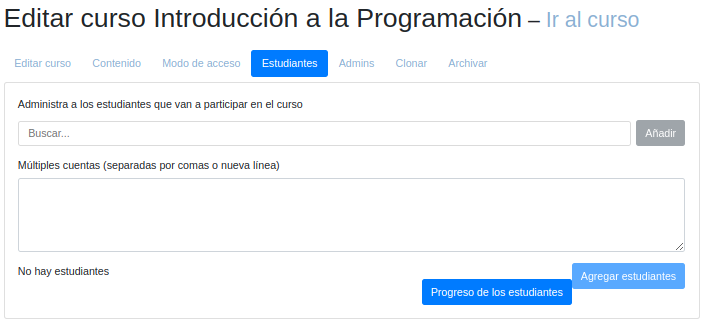 Editar curso Introducción a la Programación – Ir al curso
Editar curso Contenido Modo de acceso Estudiantes Admins Clonar Archivar
Administra a los estudiantes que van a participar en el curso
Buscar... Añadir
Múltiples cuentas (separadas por comas o nueva línea)
No hay estudiantes Agregar estudiantes
Progreso de los estudiantes